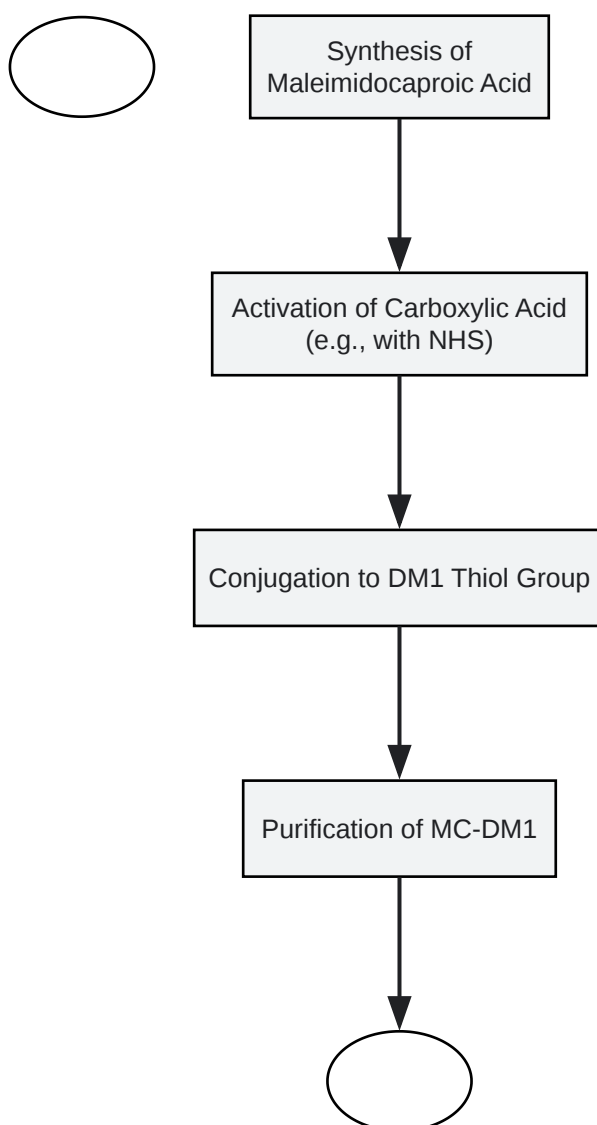 Synthesis of
Maleimidocaproic Acid
Activation of Carboxylic Acid
(e.g., with NHS)
Conjugation to DM1 Thiol Group
Purification of MC-DM1